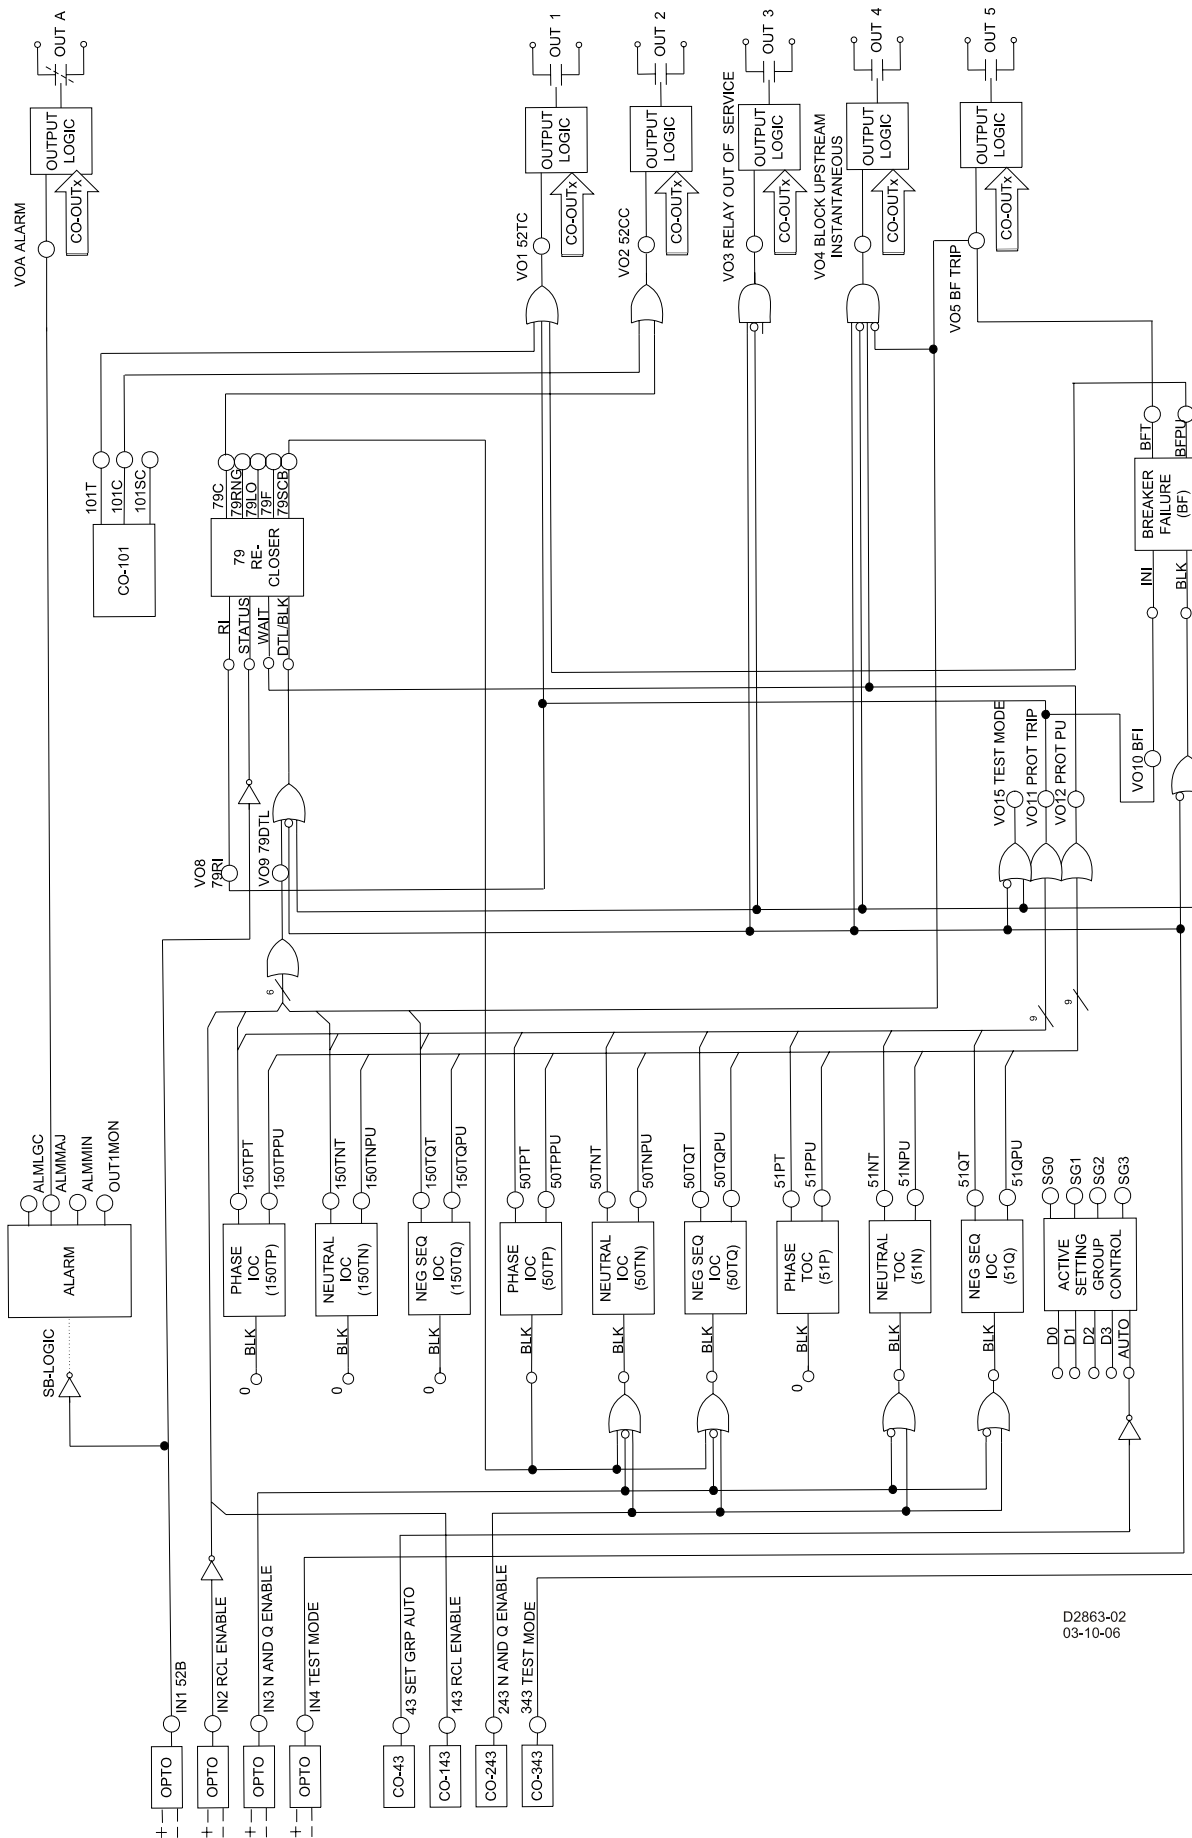 OUT A
OUTPUT
LOGIC
CO-OUTx
VOA ALARM
OUT 1
OUTPUT
LOGIC
CO-OUTx
VO1 52TC
OUT 2
OUTPUT
LOGIC
CO-OUTx
VO2 52CC
OUT 3
OUTPUT
LOGIC
CO-OUTx
VO3 RELAY OUT OF SERVICE
OUT 4
OUTPUT
LOGIC
CO-OUTx
VO4 BLOCK UPSTREAM
INSTANTANEOUS
OUT 5
OUTPUT
LOGIC
CO-OUTx
VO5 BF TRIP
101T
101C
101SC
CO-101
79C
79RNG
79LO
79F
79SCB
79
RE-
CLOSER
RI
STATUS
WAIT
DTL/BLK
BFT
BFPU
BREAKER
FAILURE
(BF)
INI
BLK
VO8
79RI
VO9 79DTL
VO15 TEST MODE
VO11 PROT TRIP
VO12 PROT PU
VO10 BFI
6
9
9
ALMLGC
ALMMAJ
ALMMIN
OUT1MON
ALARM
SB-LOGIC
150TPT
150TPPU
PHASE
IOC
(150TP)
BLK
0
150TNT
150TNPU
NEUTRAL
IOC
(150TN)
BLK
0
150TQT
150TQPU
NEG SEQ
IOC
(150TQ)
BLK
0
50TPT
50TPPU
PHASE
IOC
(50TP)
BLK
50TNT
50TNPU
NEUTRAL
IOC
(50TN)
BLK
50TQT
50TQPU
NEG SEQ
IOC
(50TQ)
BLK
51PT
51PPU
PHASE
TOC
(51P)
BLK
0
51NT
51NPU
NEUTRAL
TOC
(51N)
BLK
51QT
51QPU
NEG SEQ
IOC
(51Q)
BLK
SG0
SG1
SG2
SG3
ACTIVE
SETTING
GROUP
CONTROL
D0
D1
D2
D3
AUTO
IN1 52B
OPTO
+
–
IN2 RCL ENABLE
OPTO
+
–
IN3 N AND Q ENABLE
OPTO
+
–
IN4 TEST MODE
OPTO
+
–
43 SET GRP AUTO
CO-43
143 RCL ENABLE
CO-143
243 N AND Q ENABLE
CO-243
343 TEST MODE
CO-343
D2863-02
03-10-06